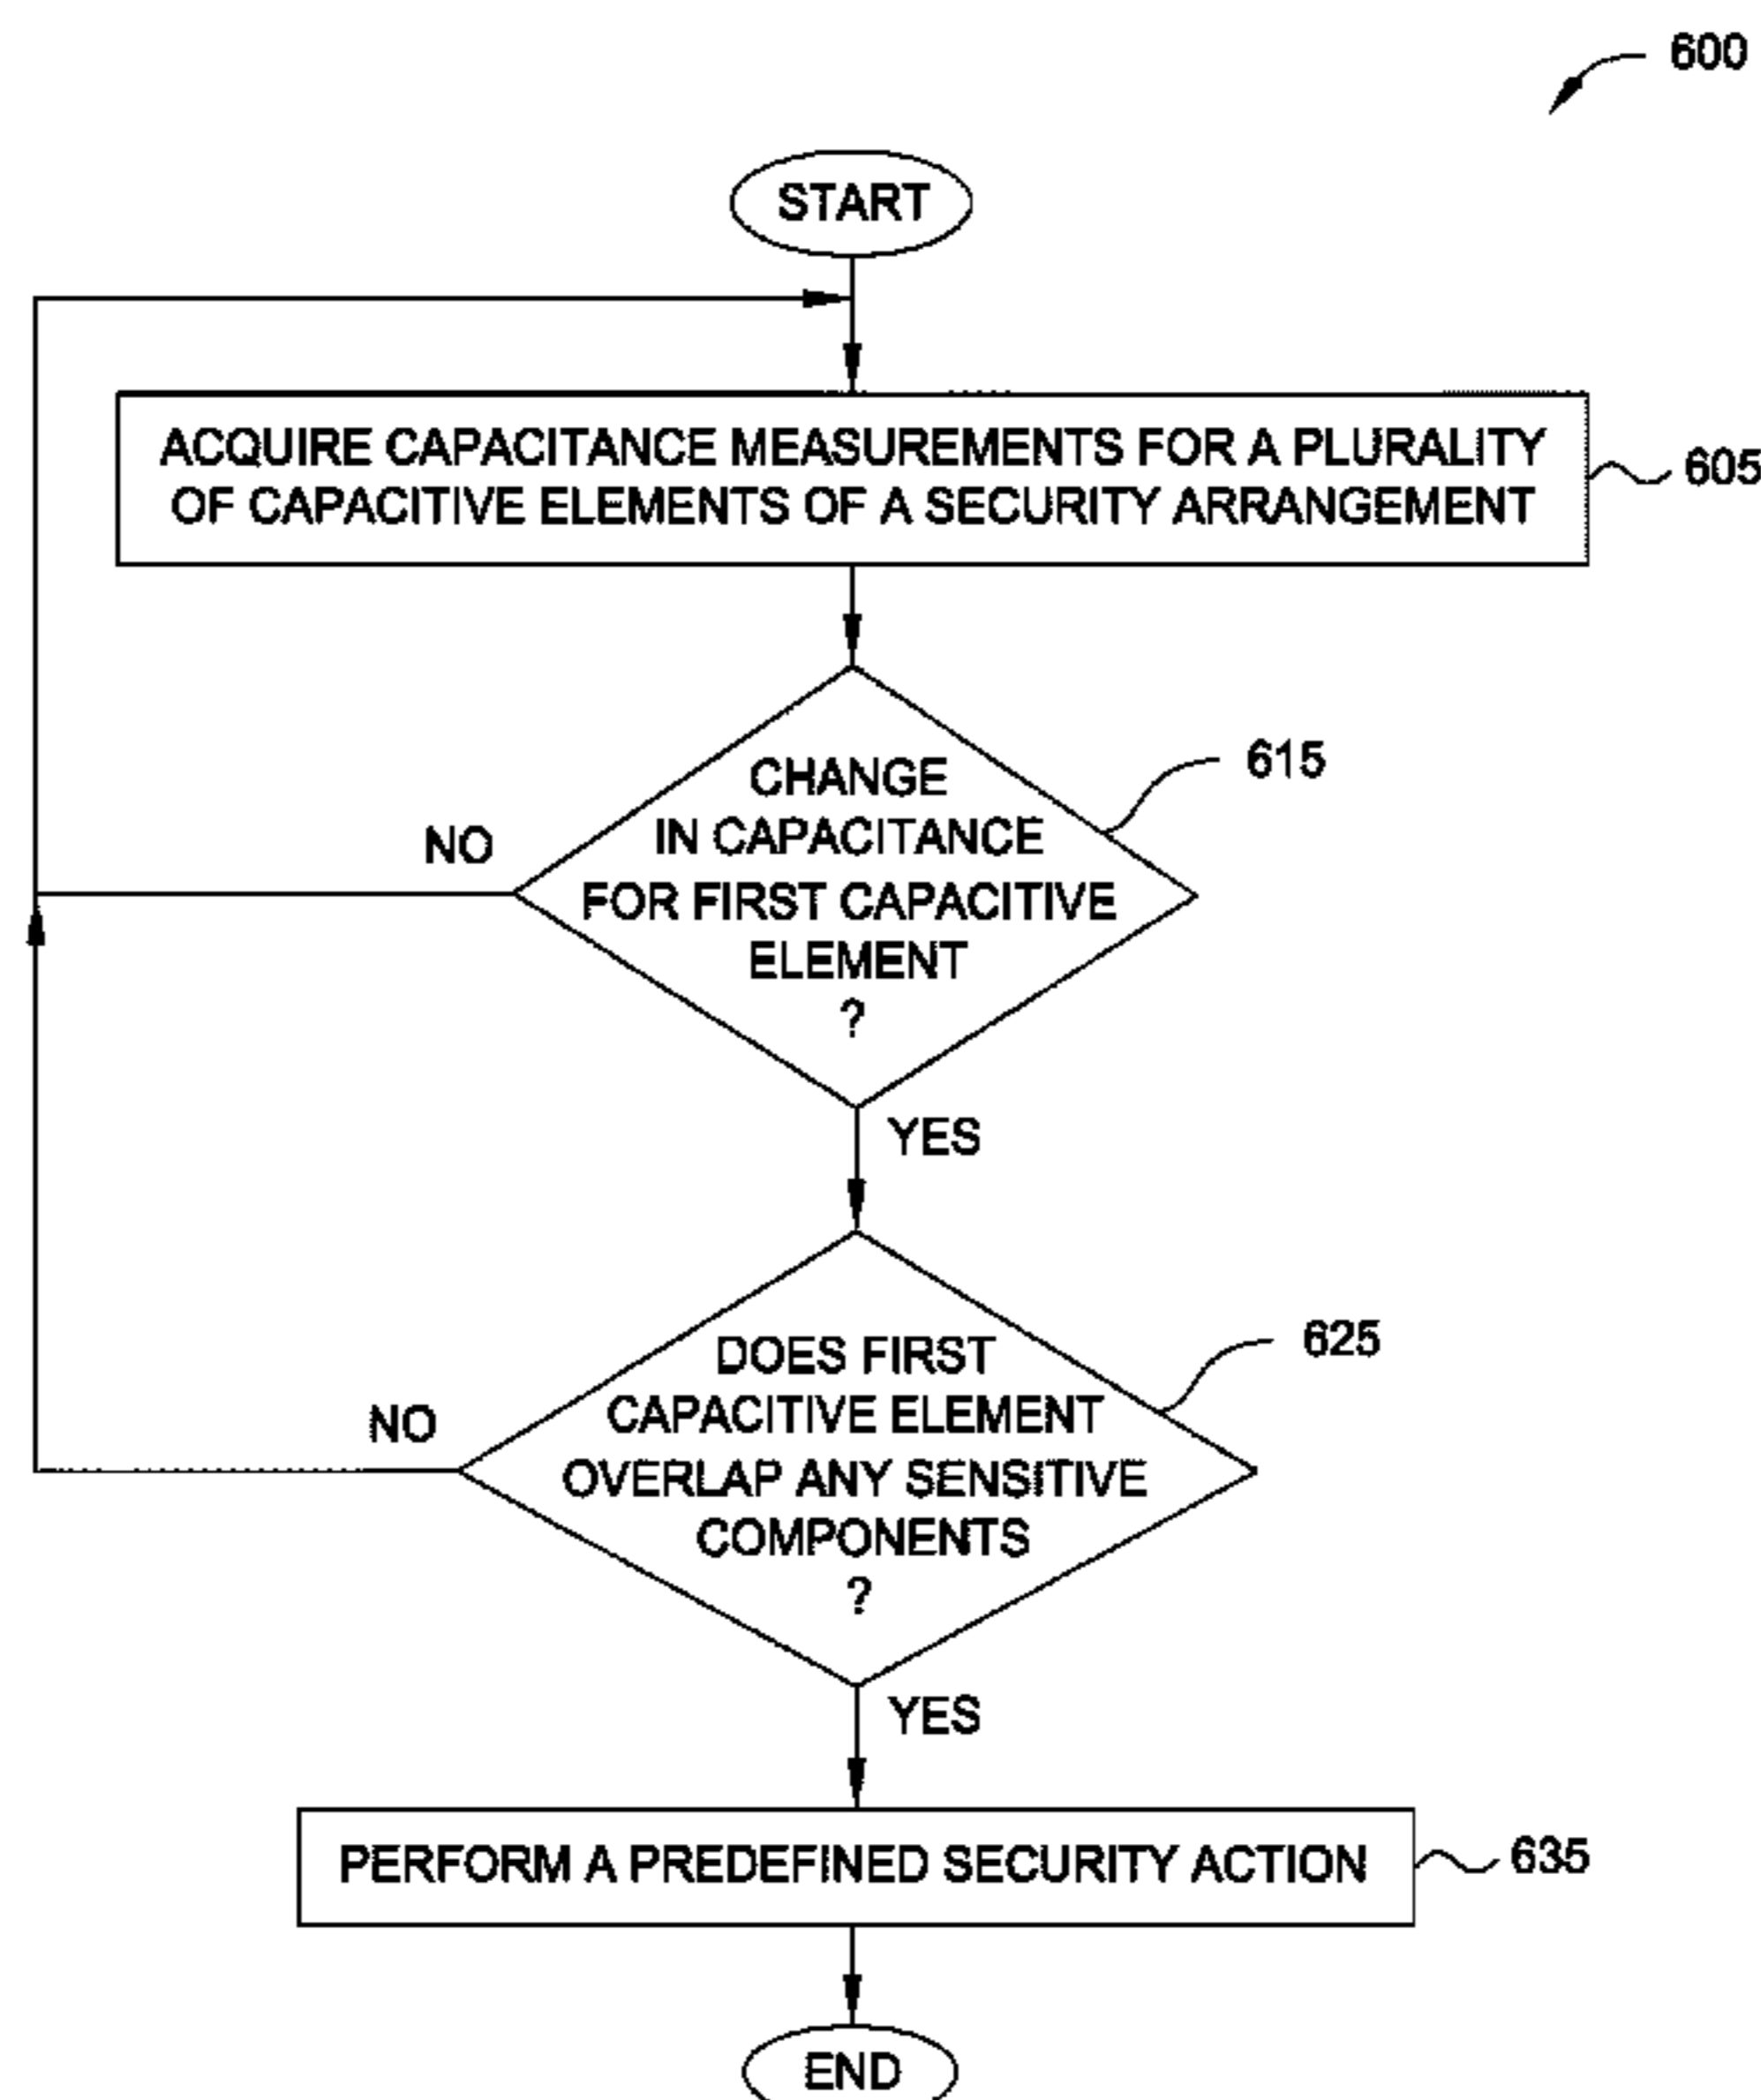 600
START
ACQUIRE CAPACITANCE MEASUREMENTS FOR A PLURALITY
OF CAPACITIVE ELEMENTS OF A SECURITY ARRANGEMENT
605
CHANGE
IN CAPACITANCE
FOR FIRST CAPACITIVE
ELEMENT
?
615
NO
YES
DOES FIRST
CAPACITIVE ELEMENT
OVERLAP ANY SENSITIVE
COMPONENTS
?
625
NO
YES
PERFORM A PREDEFINED SECURITY ACTION
635
END